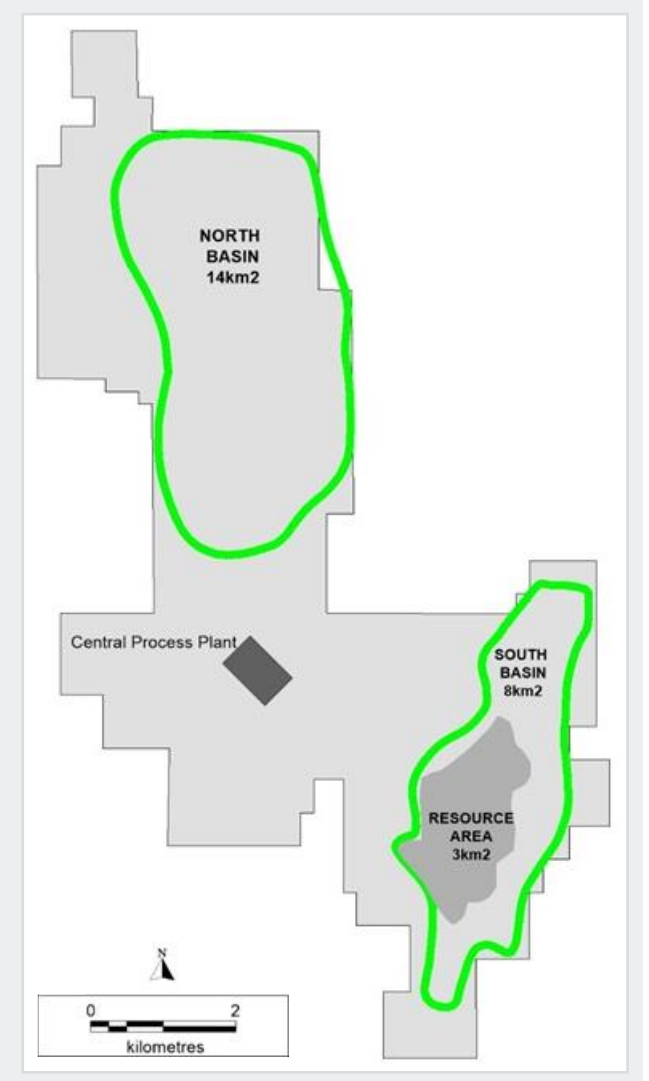 NORTH
BASIN
14km2
Central Process Plant
SOUTH
BASIN
8km2
RESOURCE
AREA
3km2
N
0 2
kilometres